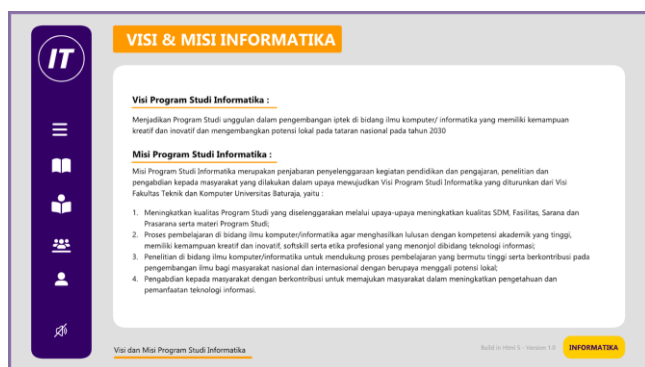 IT
VISI & MISI INFORMATIKA
Visi Program Studi Informatika :
Menjadikan Program Studi unggulan dalam pengembangan iptek di bidang ilmu komputer/ informatika yang memiliki kemampuan
kreatif dan inovatif dan mengembangkan potensi lokal pada tataran nasional pada tahun 2030
Misi Program Studi Informatika :
Misi Program Studi Informatika merupakan penjabaran penyelenggaraan kegiatan pendidikan dan pengajaran, penelitian dan
pengabdian kepada masyarakat yang dilakukan dalam upaya mewujudkan Visi Program Studi Informatika yang diturunkan dari Visi
Fakultas Teknik dan Komputer Universitas Baturaja, yaitu :
1. Meningkatkan kualitas Program Studi yang diselenggarakan melalui upaya-upaya meningkatkan kualitas SDM, Fasilitas, Sarana dan
Prasarana serta materi Program Studi;
2. Proses pembelajaran di bidang ilmu komputer/informatika agar menghasilkan lulusan dengan kompetensi akademik yang tinggi,
memiliki kemampuan kreatif dan inovatif, softskill serta etika profesional yang menonjol dibidang teknologi informasi;
3. Penelitian di bidang ilmu komputer/informatika untuk mendukung proses pembelajaran yang bermutu tinggi serta berkontribusi pada
pengembangan ilmu bagi masyarakat nasional dan internasional dengan berupaya menggali potensi lokal;
4. Pengabdian kepada masyarakat dengan berkontribusi untuk memajukan masyarakat dalam meningkatkan pengetahuan dan
pemanfaatan teknologi informasi.
Visi dan Misi Program Studi Informatika
Build in Html 5 - Version 1.0
INFORMATIKA